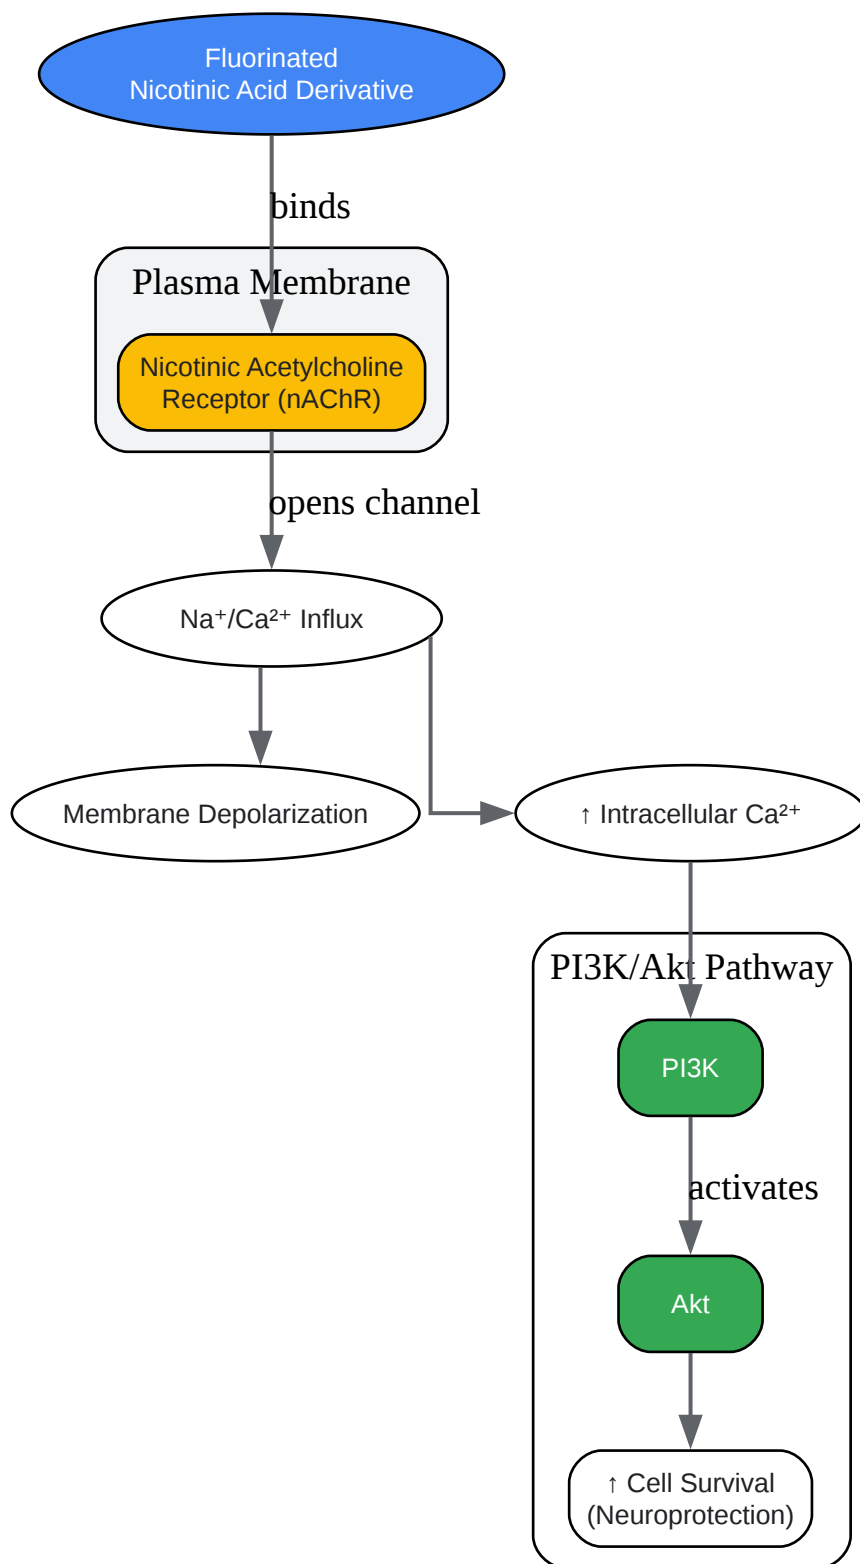 Fluorinated
Nicotinic Acid Derivative
binds
Plasma Membrane
Nicotinic Acetylcholine
Receptor (nAChR)
opens channel
Na⁺/Ca²⁺ Influx
Membrane Depolarization
↑ Intracellular Ca²⁺
PI3K/Akt Pathway
PI3K
activates
Akt
↑ Cell Survival
(Neuroprotection)